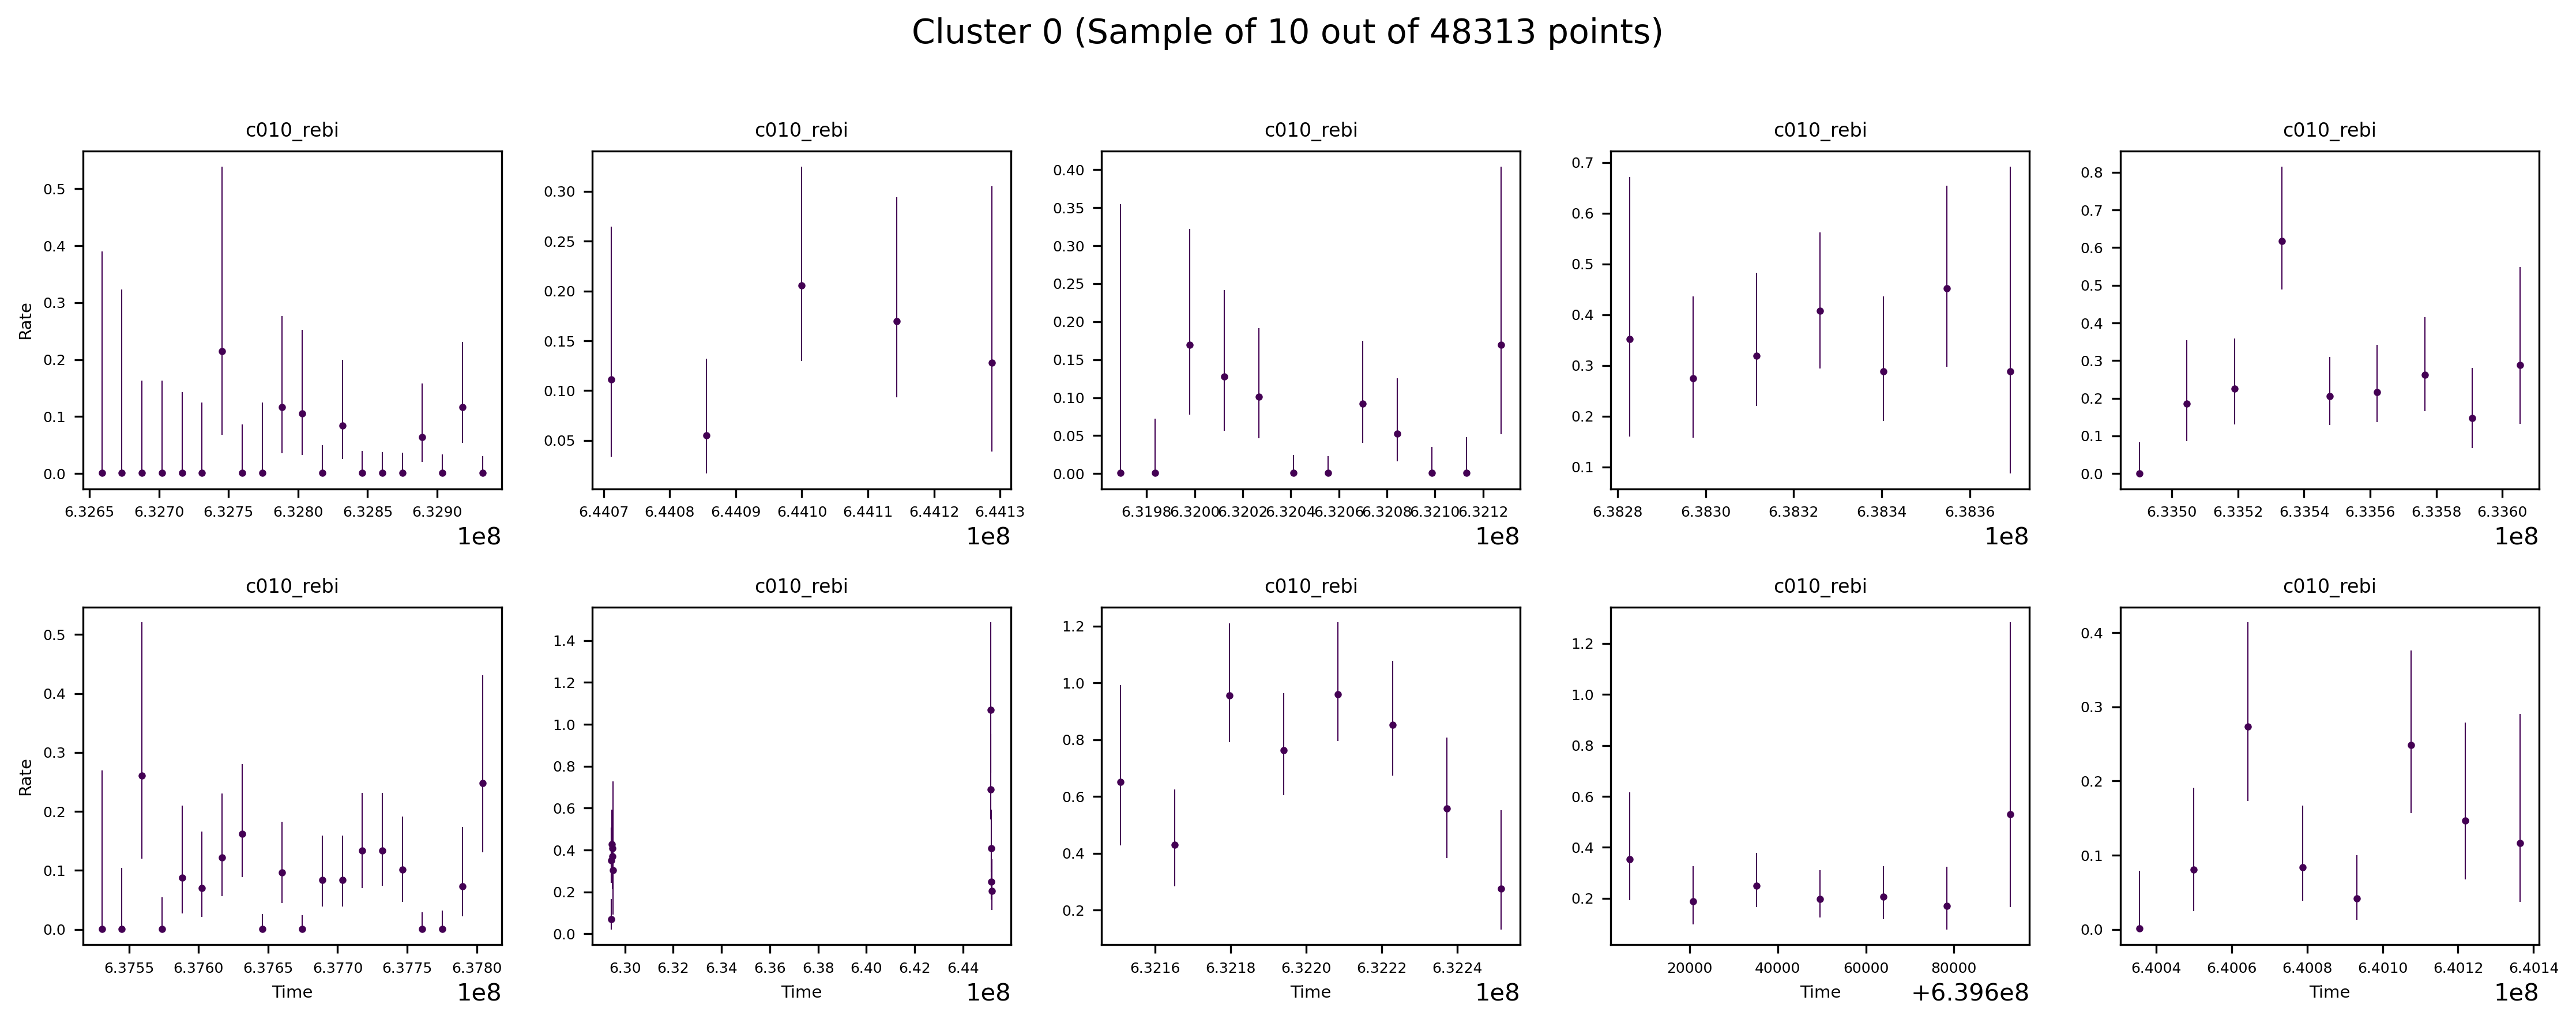 Cluster 0 (Sample of 10 out of 48313 points)
c010_rebi c010_rebi c010_rebi c010_rebi c010_rebi
Rate
0.5 0.4 0.3 0.2 0.1 0.0
6.3265 6.3270 6.3275 6.3280 6.3285 6.3290
1e8
0.30 0.25 0.20 0.15 0.10 0.05
6.4407 6.4408 6.4409 6.4410 6.4411 6.4412 6.4413
1e8
0.40 0.35 0.30 0.25 0.20 0.15 0.10 0.05 0.00
6.3198 6.3200 6.3202 6.3204 6.3206 6.3208 6.3210 6.3212
1e8
0.7 0.6 0.5 0.4 0.3 0.2 0.1
6.3828 6.3830 6.3832 6.3834 6.3836
1e8
0.8 0.7 0.6 0.5 0.4 0.3 0.2 0.1 0.0
6.3350 6.3352 6.3354 6.3356 6.3358 6.3360
1e8
c010_rebi c010_rebi c010_rebi c010_rebi c010_rebi
Rate
0.5 0.4 0.3 0.2 0.1 0.0
6.3755 6.3760 6.3765 6.3770 6.3775 6.3780
Time 1e8
1.4 1.2 1.0 0.8 0.6 0.4 0.2 0.0
6.30 6.32 6.34 6.36 6.38 6.40 6.42 6.44
Time 1e8
1.2 1.0 0.8 0.6 0.4 0.2
6.3216 6.3218 6.3220 6.3222 6.3224
Time 1e8
1.2 1.0 0.8 0.6 0.4 0.2
20000 40000 60000 80000
Time +6.396e8
0.4 0.3 0.2 0.1 0.0
6.4004 6.4006 6.4008 6.4010 6.4012 6.4014
Time 1e8